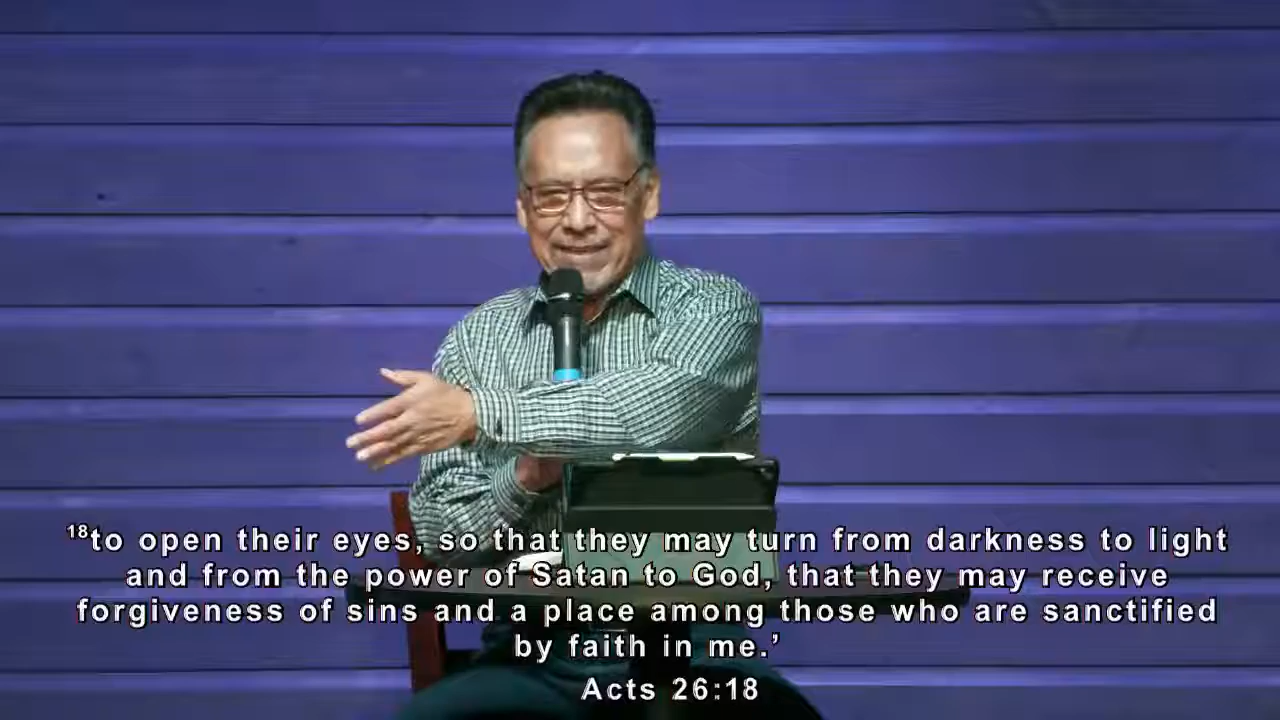 ¹⁸to open their eyes, so that they may turn from darkness to light
and from the power of Satan to God, that they may receive
forgiveness of sins and a place among those who are sanctified
by faith in me.’
Acts 26:18